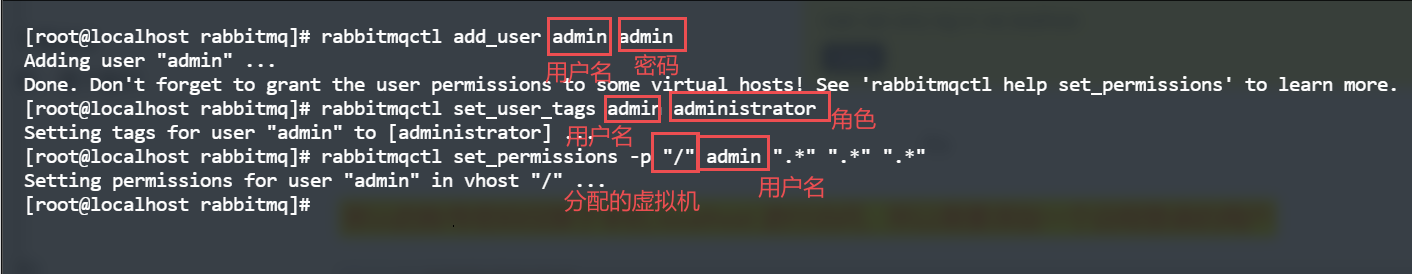 [root@localhost rabbitmq]# rabbitmqctl add_user admin admin
Adding user "admin" ...
用户名 密码
Done. Don't forget to grant the user permissions to some virtual hosts! See 'rabbitmqctl help set_permissions' to learn more.
[root@localhost rabbitmq]# rabbitmqctl set_user_tags admin administrator
角色
Setting tags for user "admin" to [administrator] ...
用户名
[root@localhost rabbitmq]# rabbitmqctl set_permissions -p "/" admin ".*" ".*" ".*"
Setting permissions for user "admin" in vhost "/" ...
用户名
分配的虚拟机
[root@localhost rabbitmq]#